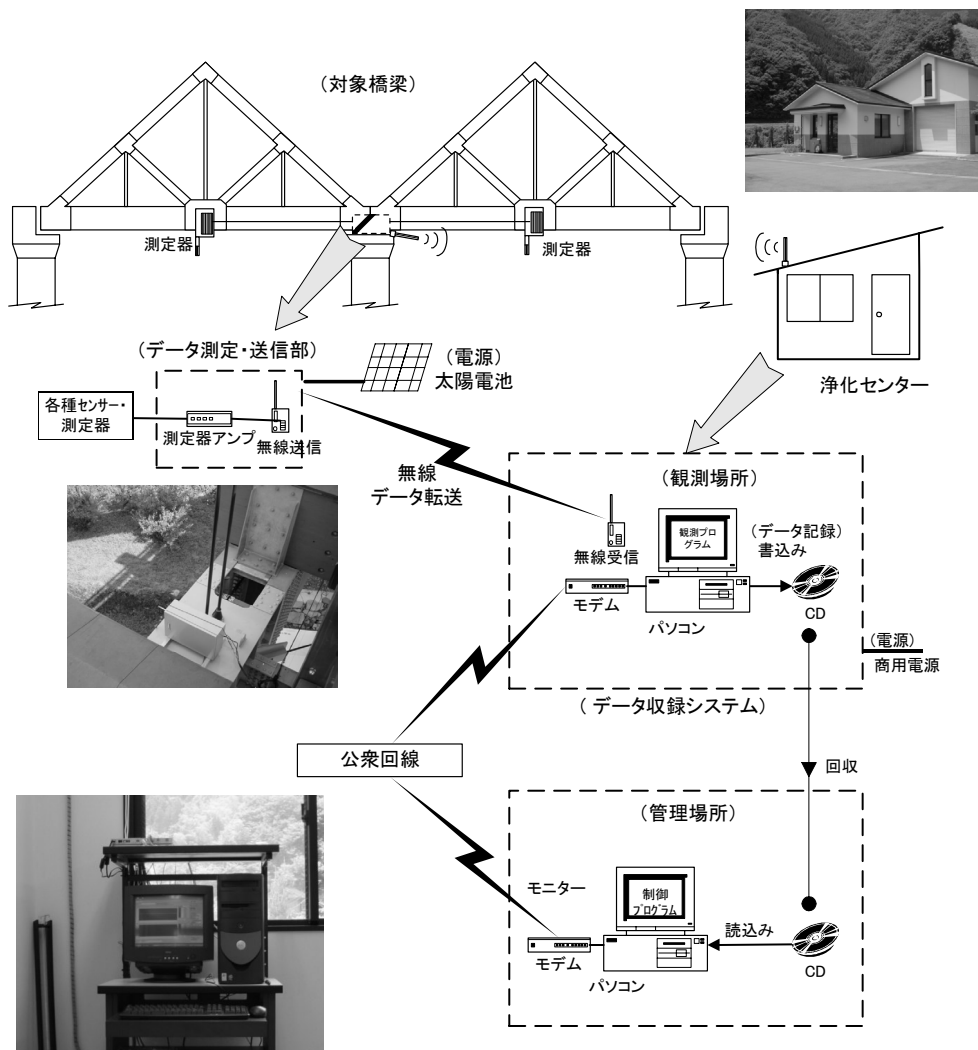 （対象橋梁）
測定器
測定器
（データ測定・送信部）
（電源）
太陽電池
浄化センター
各種センサー・
測定器
測定器アンプ
無線送信
無線
データ転送
（観測場所）
観測プロ
グラム
（データ記録）
書込み
無線受信
モデム
パソコン
CD
（電源）
商用電源
（データ収録システム）
公衆回線
回収
（管理場所）
モニター
制御
プログラム
読込み
モデム
パソコン
CD